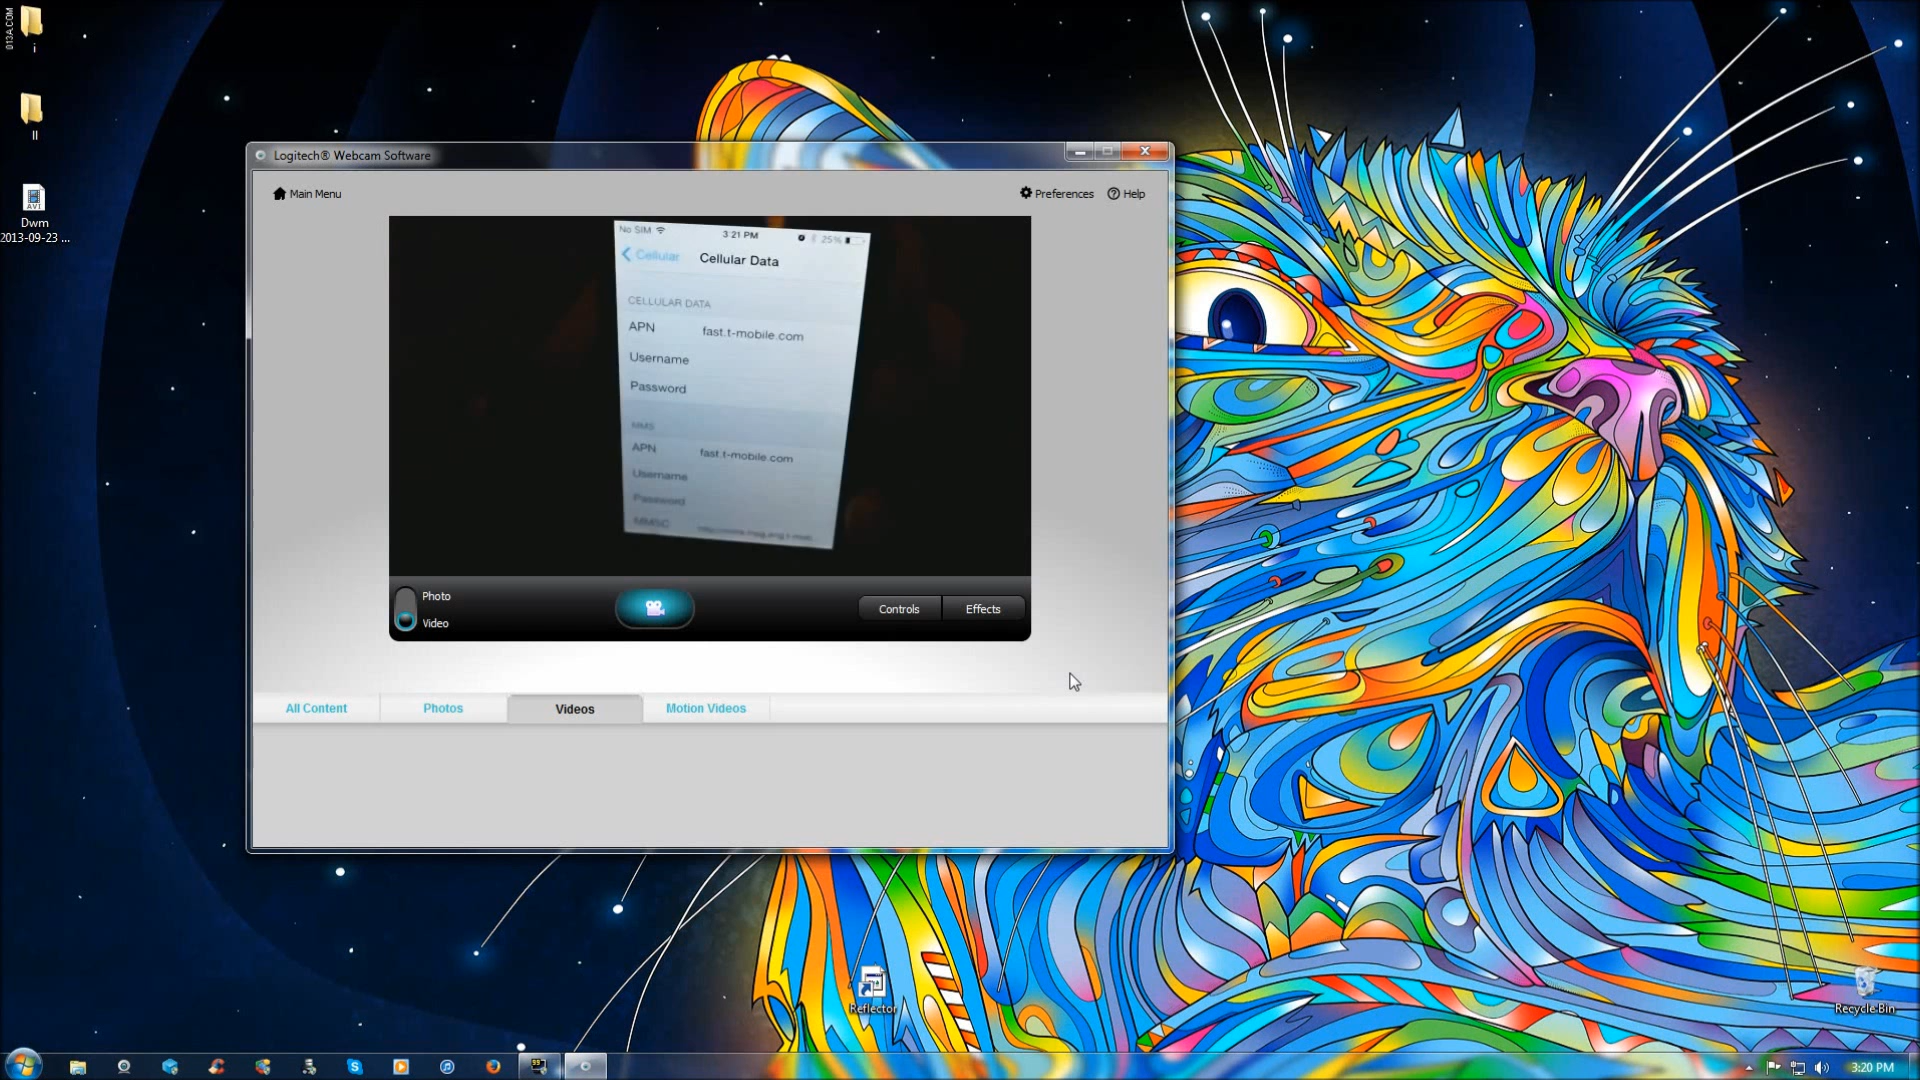 013A.COM
i
II
Dwm
2013-09-23 ...
Logitech® Webcam Software
Main Menu
Preferences
Help
No SIM
3:21 PM
25%
Cellular
Cellular Data
CELLULAR DATA
APN
fast.t-mobile.com
Username
Password
MMS
APN
fast.t-mobile.com
Username
Password
MMSC
Photo
Video
Controls
Effects
All Content
Photos
Videos
Motion Videos
Reflector
Recycle Bin
3:20 PM